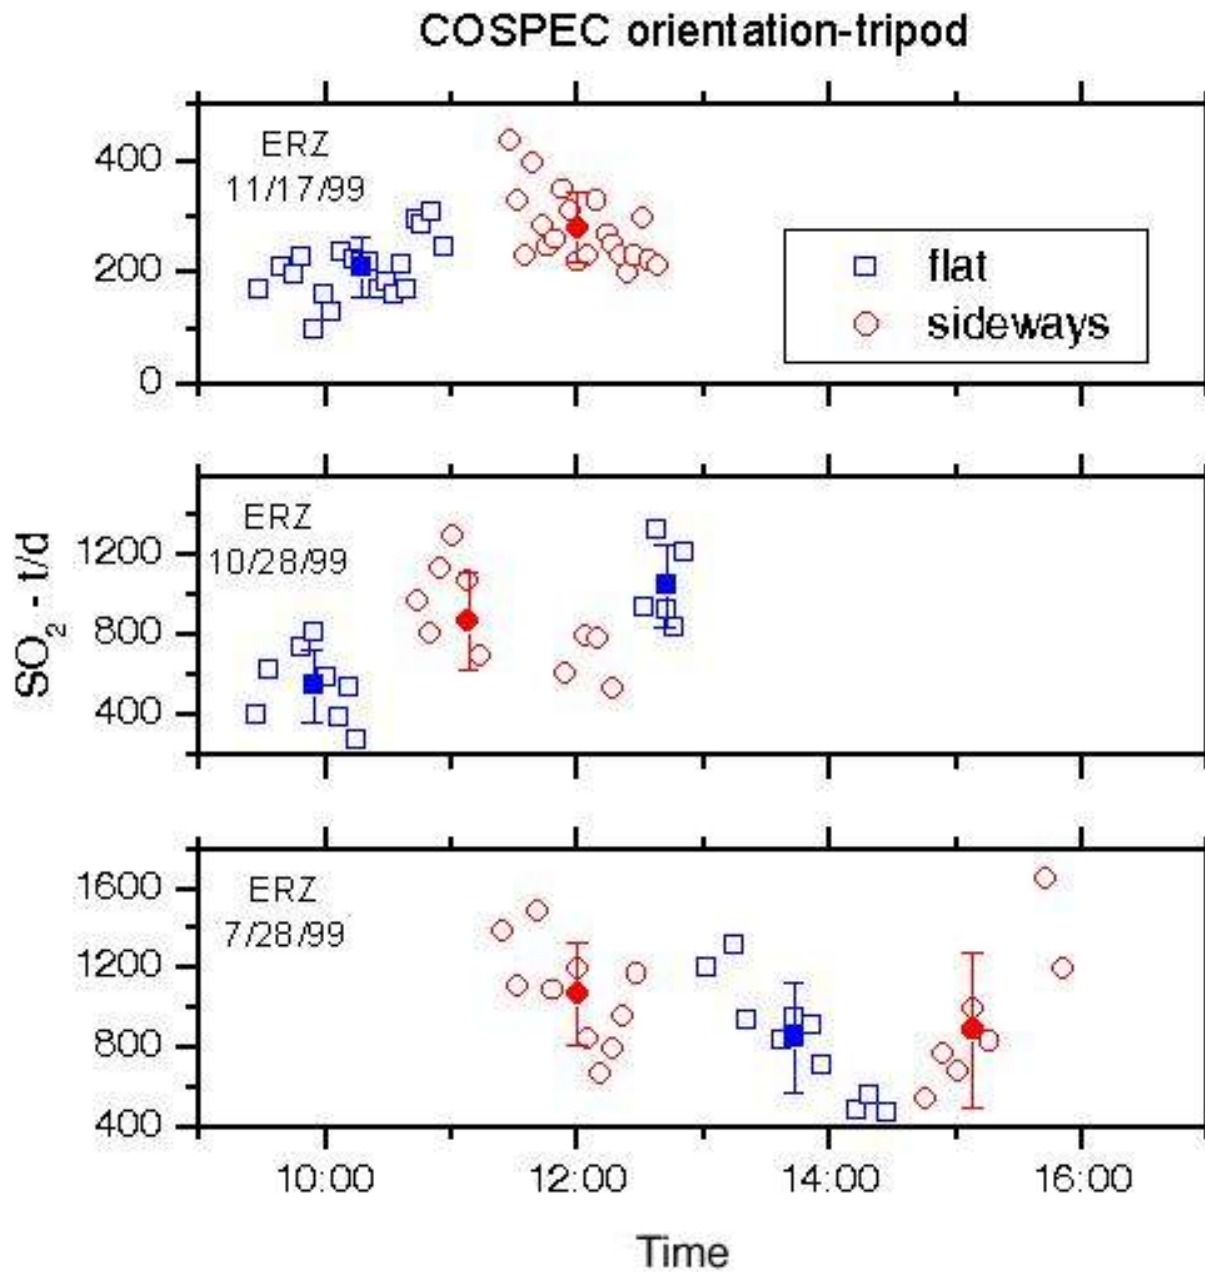 COSPEC orientation-tripod
400
200
0
ERZ
11/17/99
flat
sideways
SO2 - t/d
1200
800
400
ERZ
10/28/99
1600
1200
800
400
ERZ
7/28/99
10:00 12:00 14:00 16:00
Time